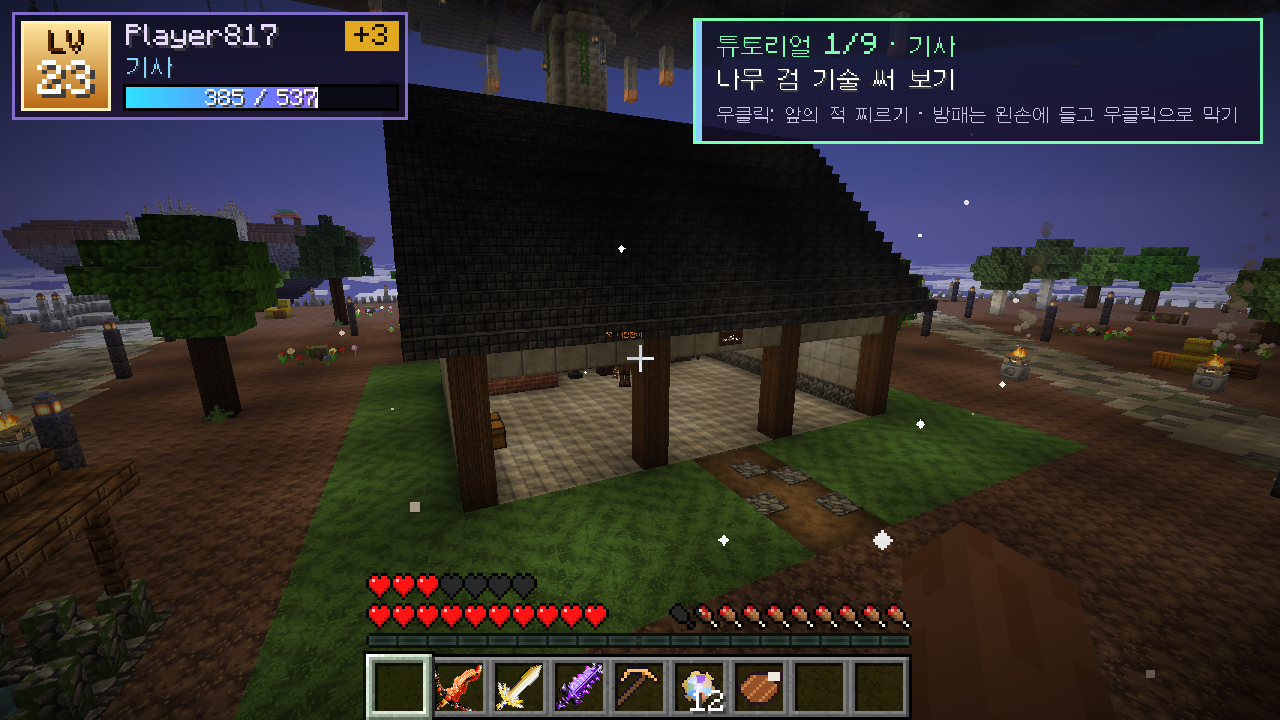 LV
23
Player817
+3
기사
385 / 537
튜토리얼 1/9 · 기사
나무 검 기술 써 보기
우클릭: 앞의 적 찌르기 · 방패는 왼손에 들고 우클릭으로 막기
12